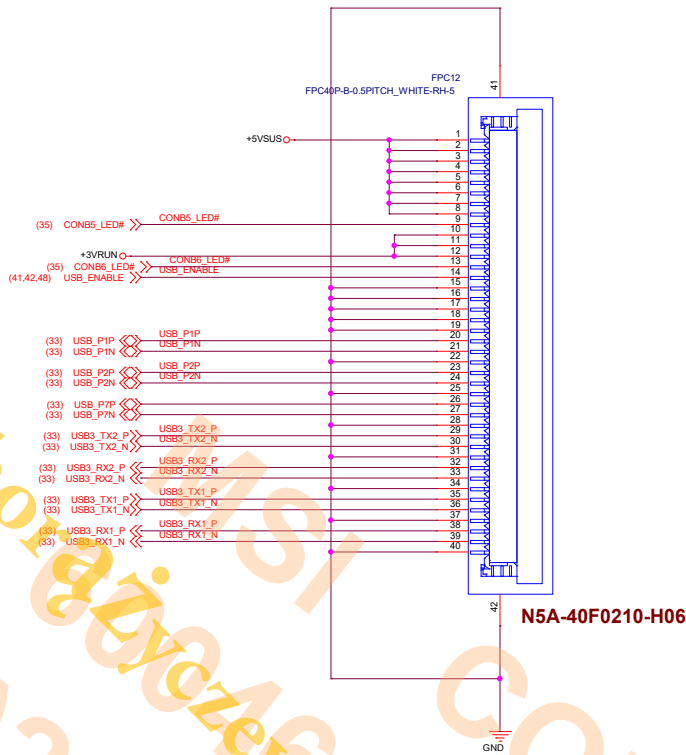 41
FPC12
FPC40P-B-0.5PITCH_WHITE-RH-5
+5VSUS
1
2
3
4
5
6
7
8
(35) CONB5_LED# CONB5_LED# 9
10
11
+3VRUN 12
(35) CONB6_LED# CONB6_LED# 13
(41,42,48) USB_ENABLE USB_ENABLE 14
15
16
17
18
19
(33) USB_P1P USB_P1P 20
(33) USB_P1N USB_P1N 21
22
(33) USB_P2P USB_P2P 23
(33) USB_P2N USB_P2N 24
25
(33) USB_P7P 26
(33) USB_P7N 27
28
(33) USB3_TX2_P USB3_TX2_P 29
(33) USB3_TX2_N USB3_TX2_N 30
31
(33) USB3_RX2_P USB3_RX2_P 32
(33) USB3_RX2_N USB3_RX2_N 33
34
(33) USB3_TX1_P USB3_TX1_P 35
(33) USB3_TX1_N USB3_TX1_N 36
37
(33) USB3_RX1_P USB3_RX1_P 38
(33) USB3_RX1_N USB3_RX1_N 39
40
42
N5A-40F0210-H06
GND
MSI